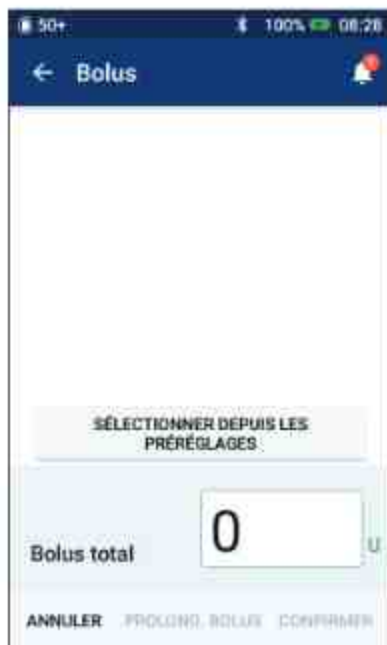 50+ 100% 08:28
Bolus
SÉLECTIONNER DEPUIS LES
PRÉRÉGLAGES
Bolus total 0 U
ANNULER PROLONG. BOLUS CONFIRMER